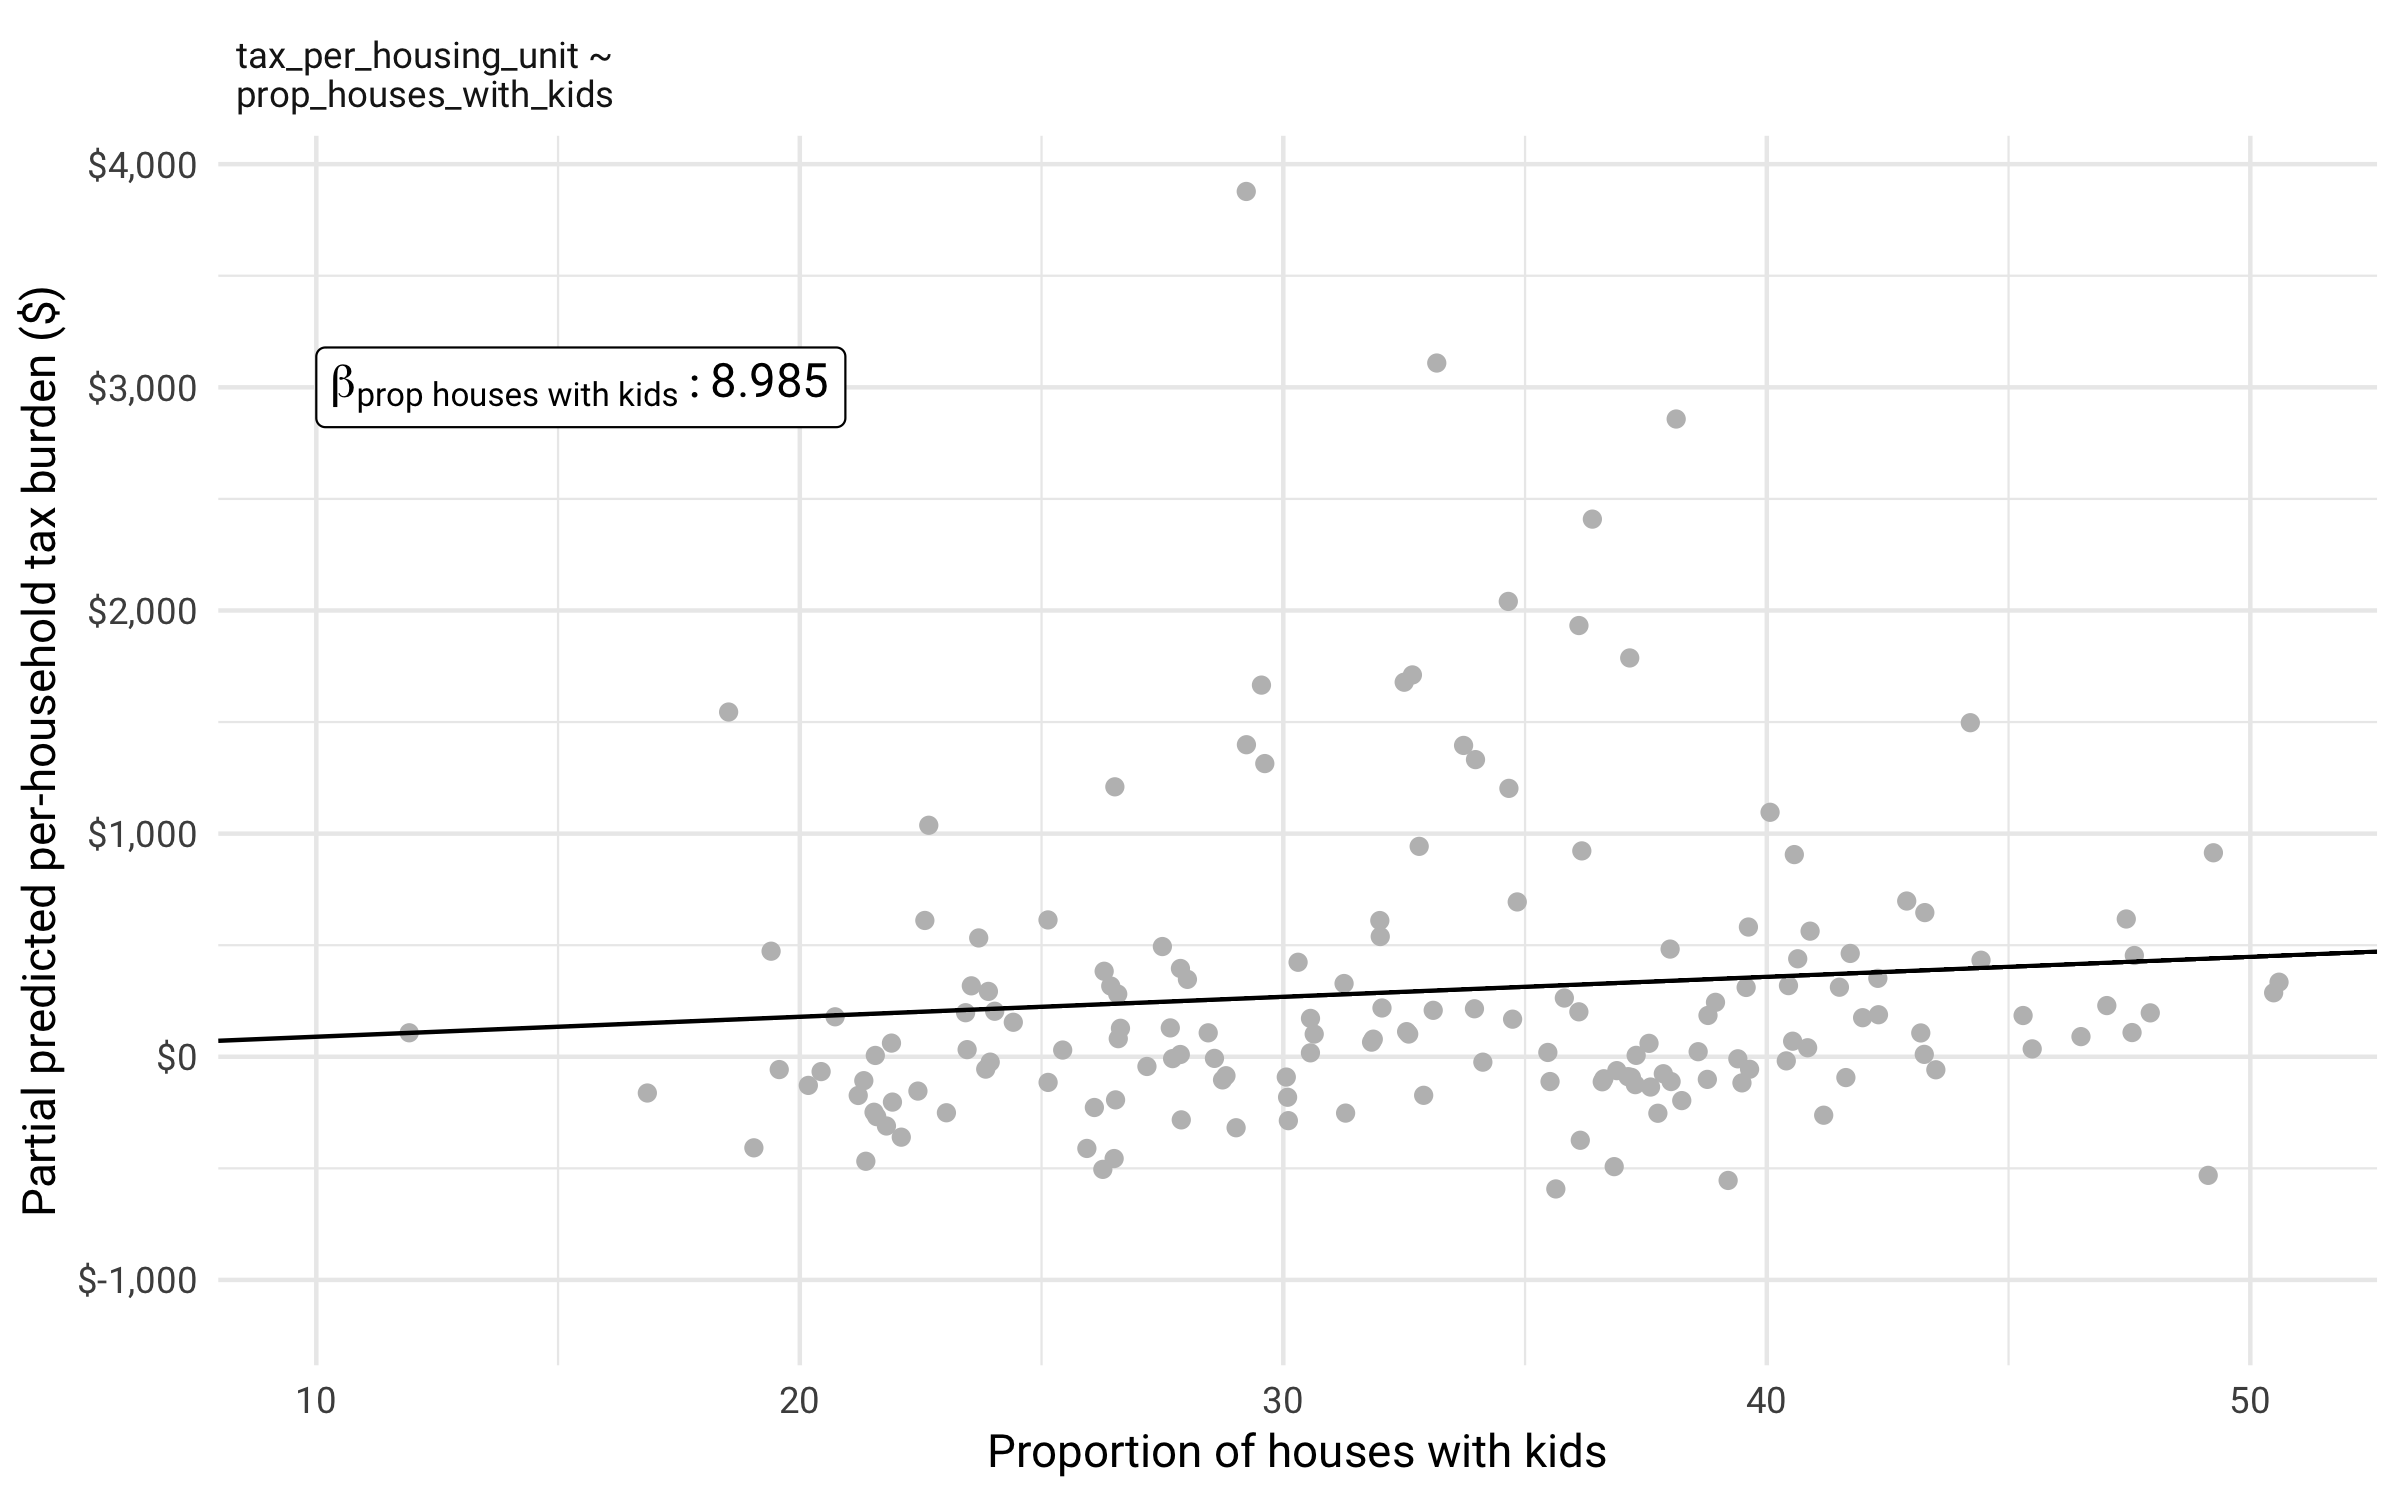 tax_per_housing_unit ~
prop_houses_with_kids
$4,000
$3,000
$2,000
$1,000
$0
$-1,000
Partial predicted per-household tax burden ($)
βprop houses with kids : 8.985
10 20 30 40 50
Proportion of houses with kids